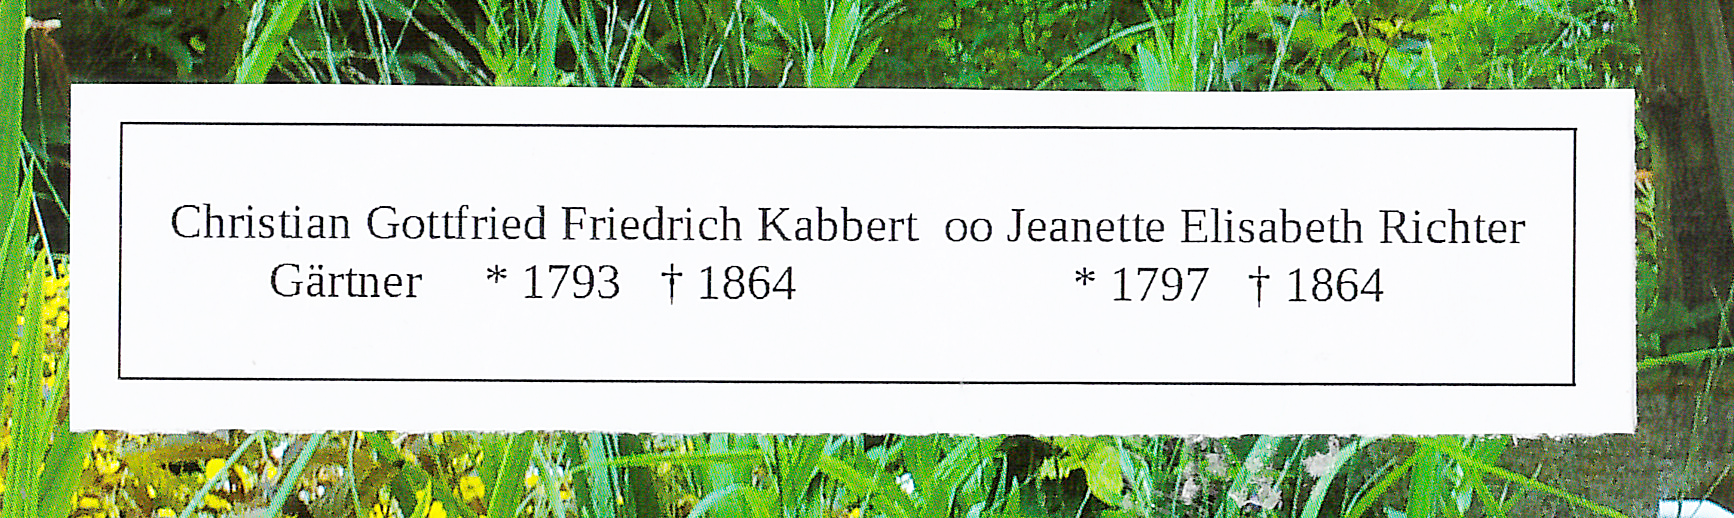 Christian Gottfried Friedrich Kabbert oo Jeanette Elisabeth Richter
Gärtner * 1793 † 1864 * 1797 † 1864